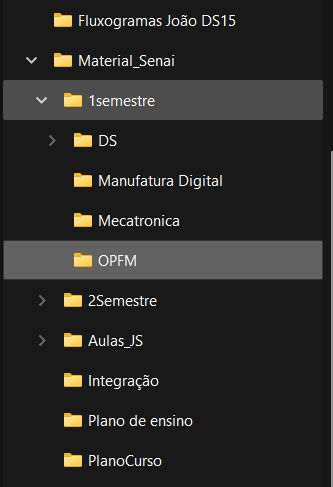 Fluxogramas João DS15
Material_Senai
1semestre
DS
Manufatura Digital
Mecatronica
OPFM
2Semestre
Aulas_JS
Integração
Plano de ensino
PlanoCurso